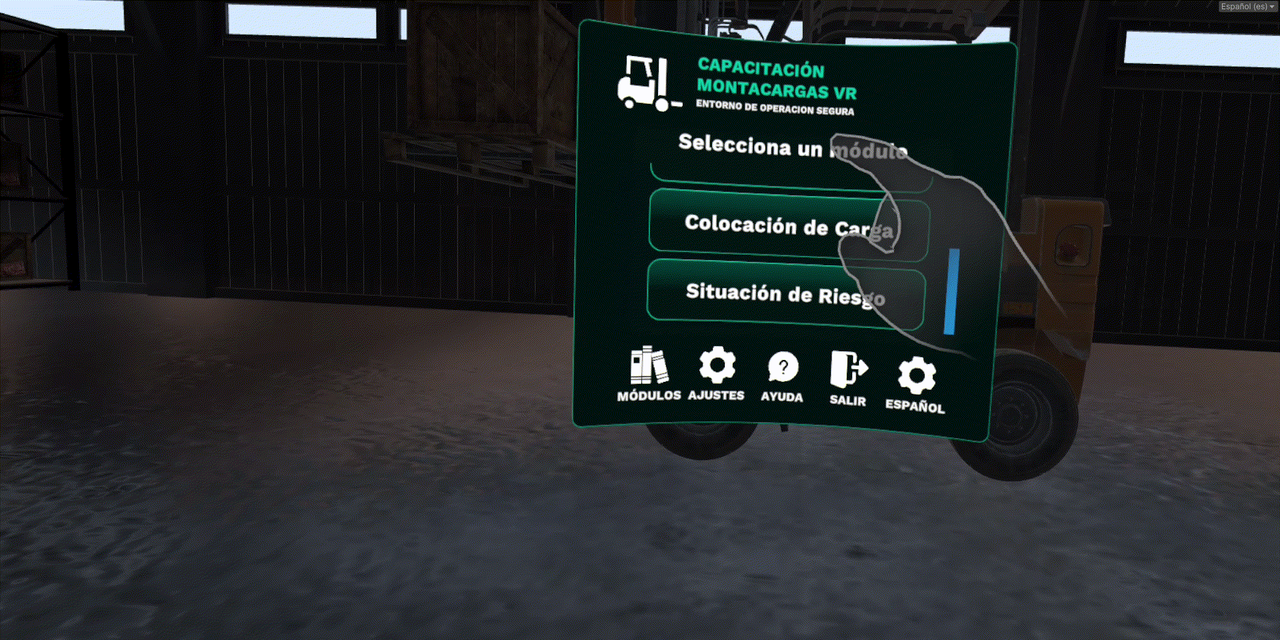 Español (es)
CAPACITACIÓN
MONTACARGAS VR
ENTORNO DE OPERACION SEGURA
Selecciona un módulo
Colocación de Carga
Situación de Riesgo
MÓDULOS AJUSTES AYUDA SALIR ESPAÑOL